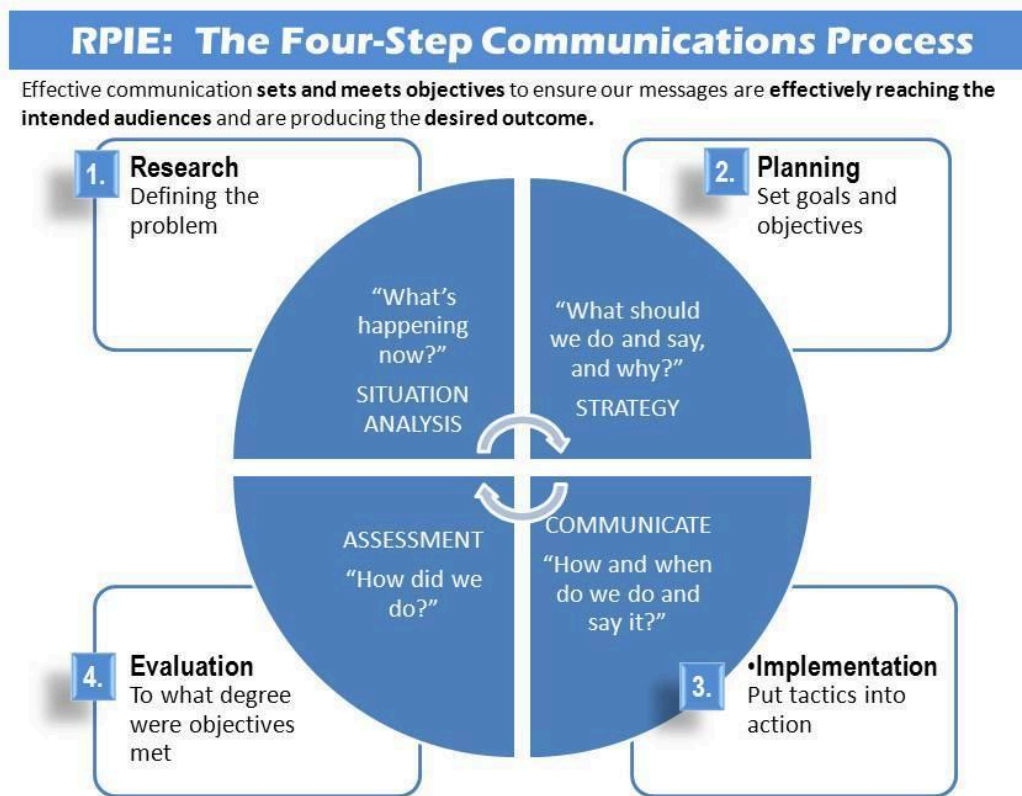 RPIE: The Four-Step Communications Process
Effective communication sets and meets objectives to ensure our messages are effectively reaching the
intended audiences and are producing the desired outcome.
1.
Research
Defining the
problem
“What’s
happening
now?”
SITUATION
ANALYSIS
2.
Planning
Set goals and
objectives
“What should
we do and say,
and why?”
STRATEGY
3.
•Implementation
Put tactics into
action
COMMUNICATE
“How and when
do we do and
say it?”
4.
Evaluation
To what degree
were objectives
met
ASSESSMENT
“How did we
do?”